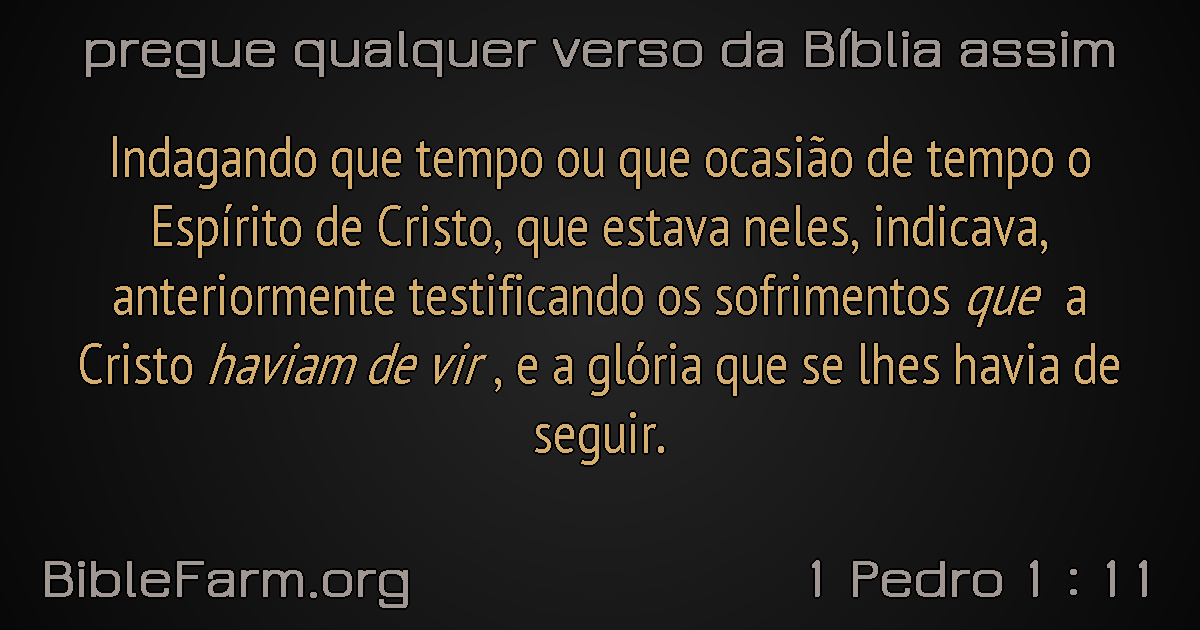 pregue qualquer verso da Bíblia assim
Indagando que tempo ou que ocasião de tempo o
Espírito de Cristo, que estava neles, indicava,
anteriormente testificando os sofrimentos que a
Cristo haviam de vir , e a glória que se lhes havia de
seguir.
BibleFarm.org
1 Pedro 1 : 11